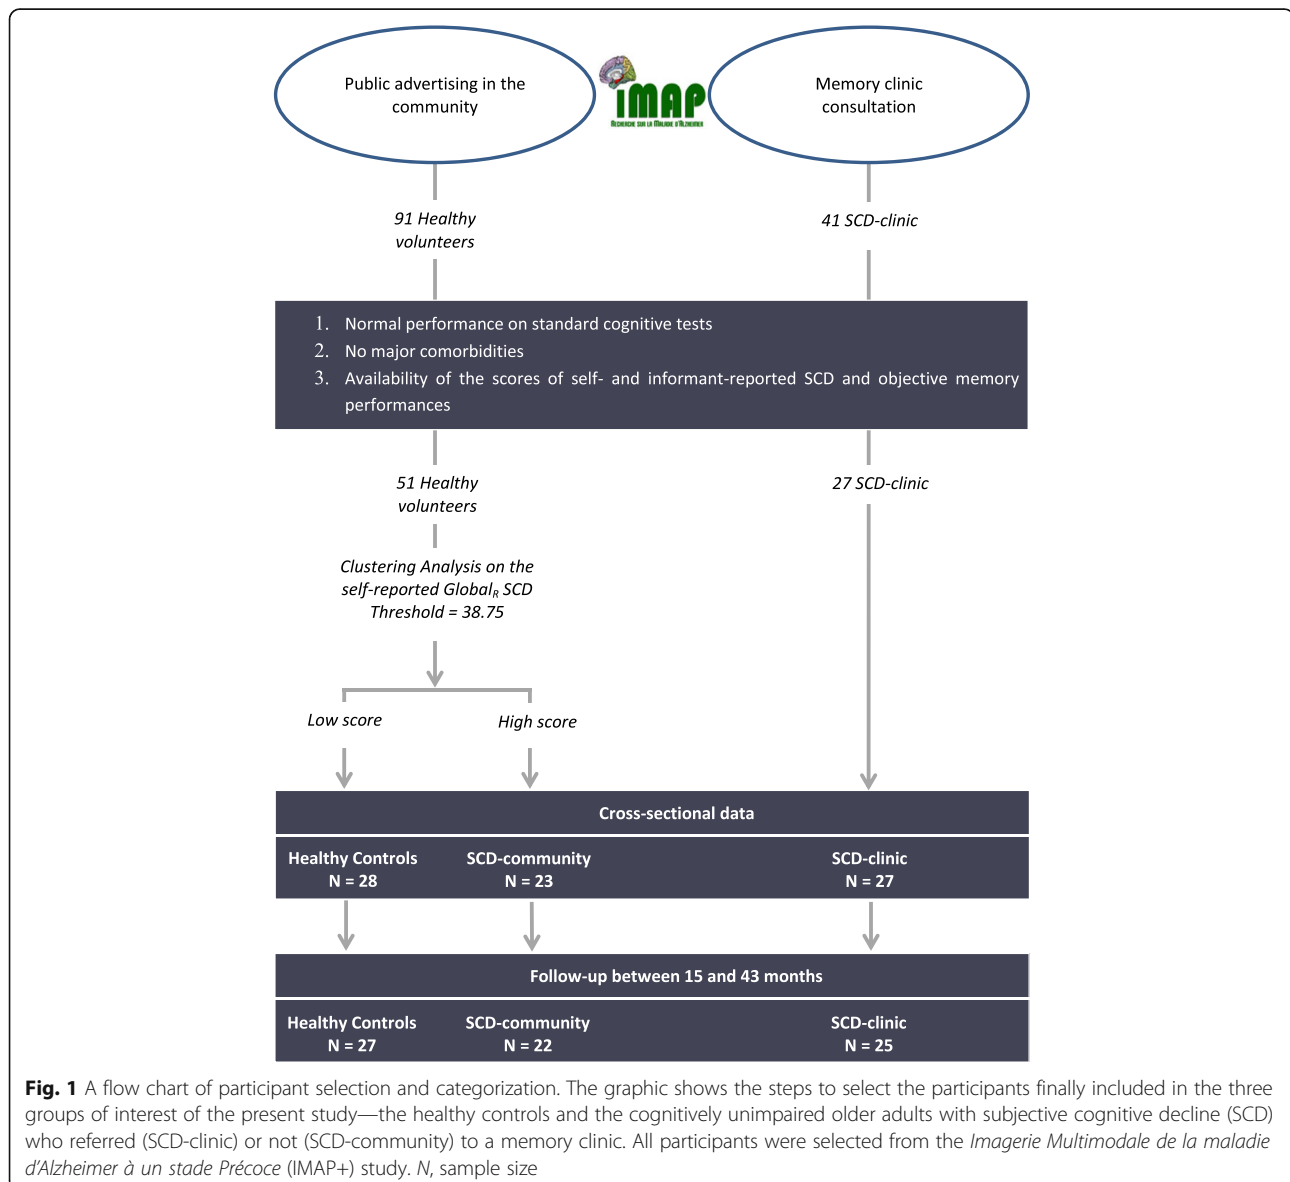 Public advertising in the
community
iMAP
Recherche sur la Maladie d'Alzheimer
Memory clinic
consultation
91 Healthy
volunteers
41 SCD-clinic
1. Normal performance on standard cognitive tests
2. No major comorbidities
3. Availability of the scores of self- and informant-reported SCD and objective memory
performances
51 Healthy
volunteers
27 SCD-clinic
Clustering Analysis on the
self-reported GlobalR SCD
Threshold = 38.75
Low score
High score
Cross-sectional data
Healthy Controls
N = 28
SCD-community
N = 23
SCD-clinic
N = 27
Follow-up between 15 and 43 months
Healthy Controls
N = 27
SCD-community
N = 22
SCD-clinic
N = 25
Fig. 1 A flow chart of participant selection and categorization. The graphic shows the steps to select the participants finally included in the three
groups of interest of the present study—the healthy controls and the cognitively unimpaired older adults with subjective cognitive decline (SCD)
who referred (SCD-clinic) or not (SCD-community) to a memory clinic. All participants were selected from the Imagerie Multimodale de la maladie
d'Alzheimer à un stade Précoce (IMAP+) study. N, sample size